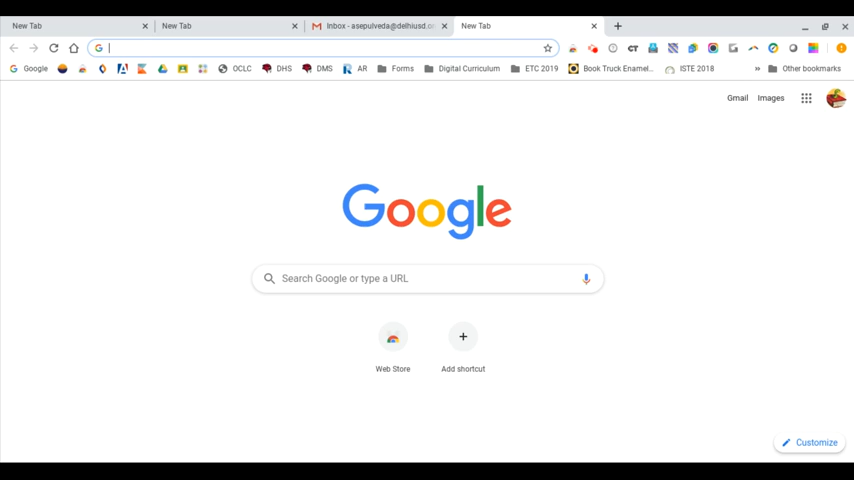 New Tab New Tab Inbox - asepulveda@delhiusd.o New Tab
Google OCLC DHS DMS AR Forms Digital Curriculum ETC 2019 Book Truck Enamel... ISTE 2018 » Other bookmarks
Gmail Images
Google
Search Google or type a URL
Web Store Add shortcut
Customize